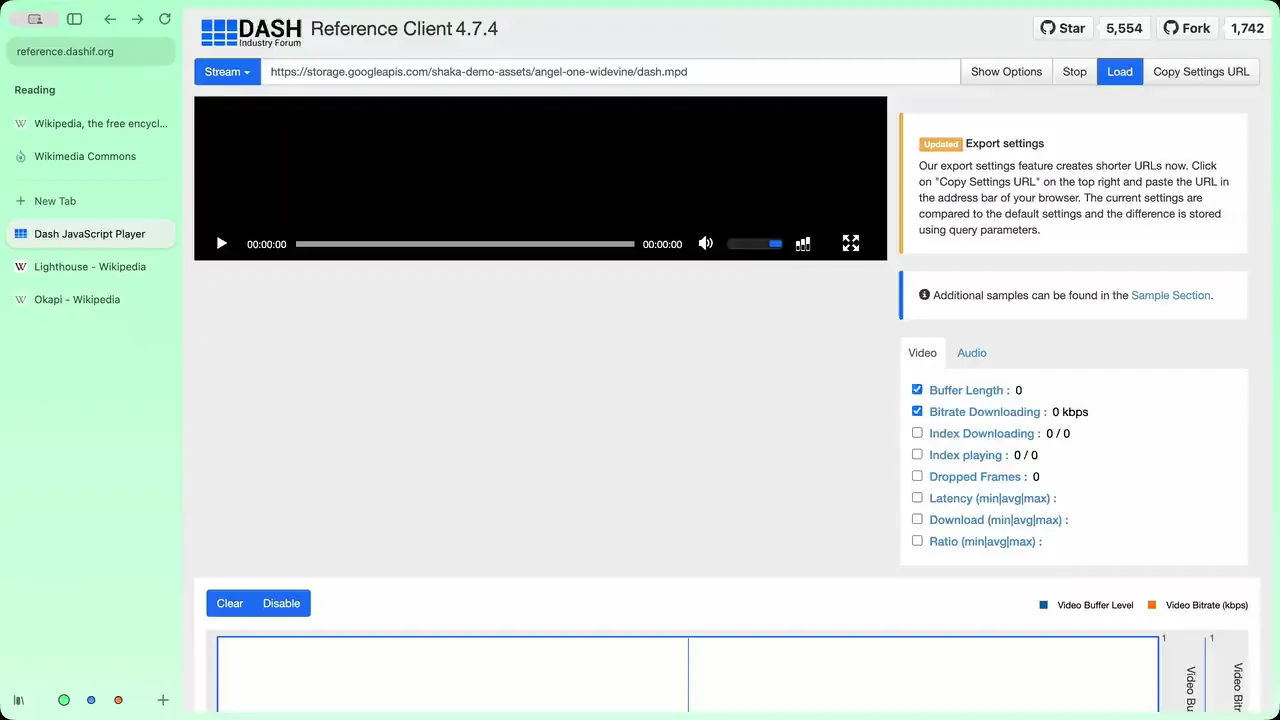 reference.dashif.org
Reading
Wikipedia, the free encycl...
Wikimedia Commons
New Tab
Dash JavaScript Player
Lighthouse - Wikipedia
Okapi - Wikipedia
DASH
Industry Forum
Reference Client 4.7.4
Star 5,554 Fork 1,742
Stream https://storage.googleapis.com/shaka-demo-assets/angel-one-widevine/dash.mpd Show Options Stop Load Copy Settings URL
00:00:00 00:00:00
Updated Export settings
Our export settings feature creates shorter URLs now. Click
on "Copy Settings URL" on the top right and paste the URL in
the address bar of your browser. The current settings are
compared to the default settings and the difference is stored
using query parameters.
Additional samples can be found in the Sample Section.
Video Audio
Buffer Length : 0
Bitrate Downloading : 0 kbps
Index Downloading : 0 / 0
Index playing : 0 / 0
Dropped Frames : 0
Latency (min|avg|max) :
Download (min|avg|max) :
Ratio (min|avg|max) :
Clear Disable
Video Buffer Level Video Bitrate (kbps)
1 1
Video Bu
Video Bitr